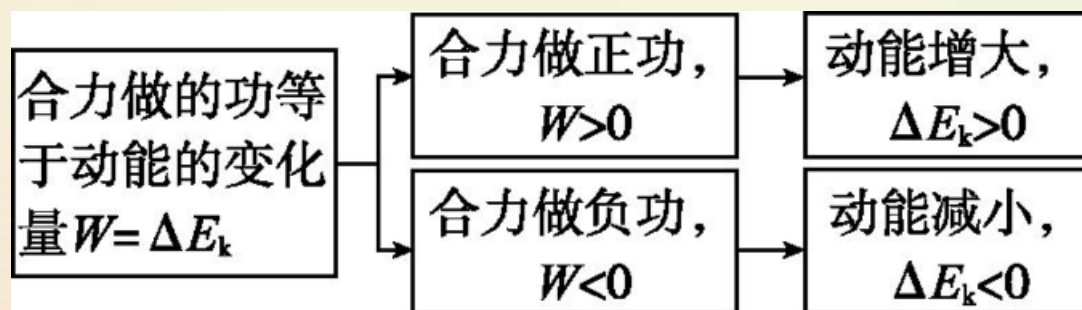 合力做的功等
于动能的变化
量W=ΔEk
合力做正功，
W>0
动能增大，
ΔEk>0
合力做负功，
W<0
动能减小，
ΔEk<0